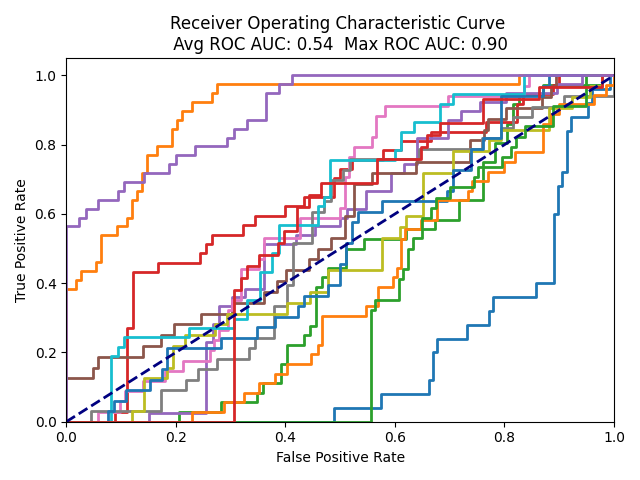 Receiver Operating Characteristic Curve
Avg ROC AUC: 0.54  Max ROC AUC: 0.90
1.0
0.8
0.6
0.4
0.2
0.0
True Positive Rate
0.0 0.2 0.4 0.6 0.8 1.0
False Positive Rate